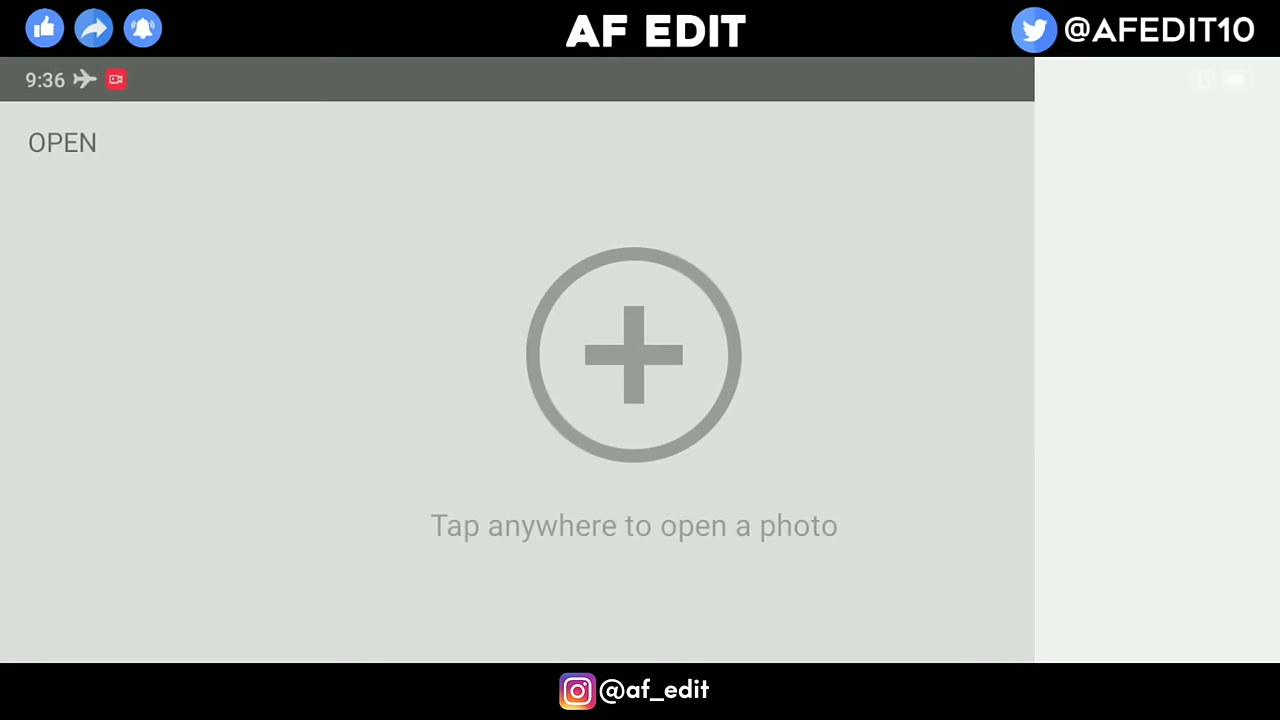 AF EDIT
@AFEDIT10
9:36
OPEN
Tap anywhere to open a photo
@af_edit